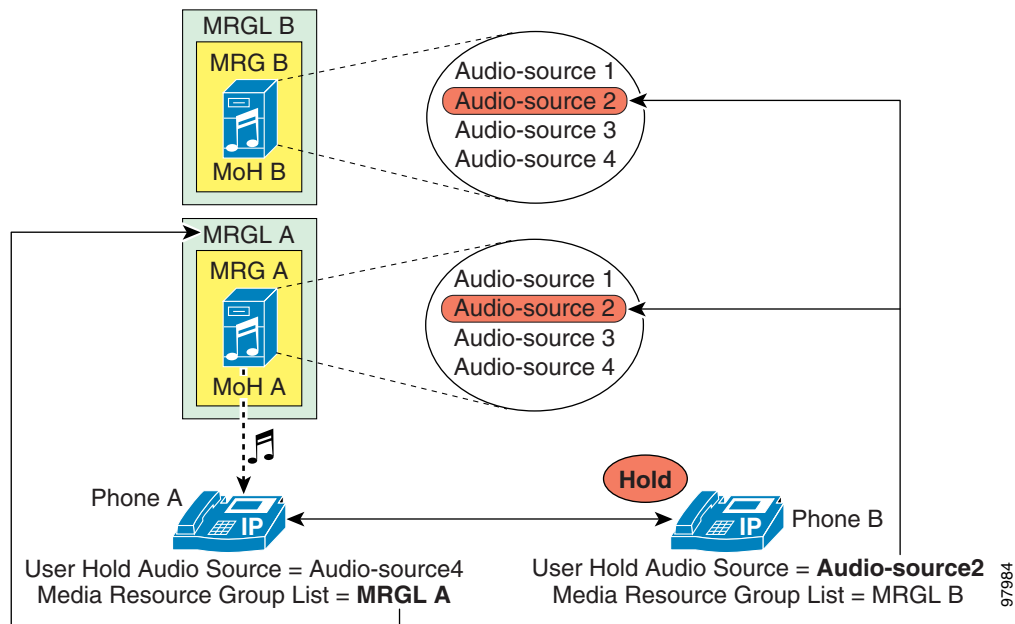 MRGL B
MRG B
MoH B
Audio-source 1
Audio-source 2
Audio-source 3
Audio-source 4
MRGL A
MRG A
MoH A
Audio-source 1
Audio-source 2
Audio-source 3
Audio-source 4
Hold
Phone A
IP
IP
Phone B
User Hold Audio Source = Audio-source4
Media Resource Group List = MRGL A
User Hold Audio Source = Audio-source2
Media Resource Group List = MRGL B
97984